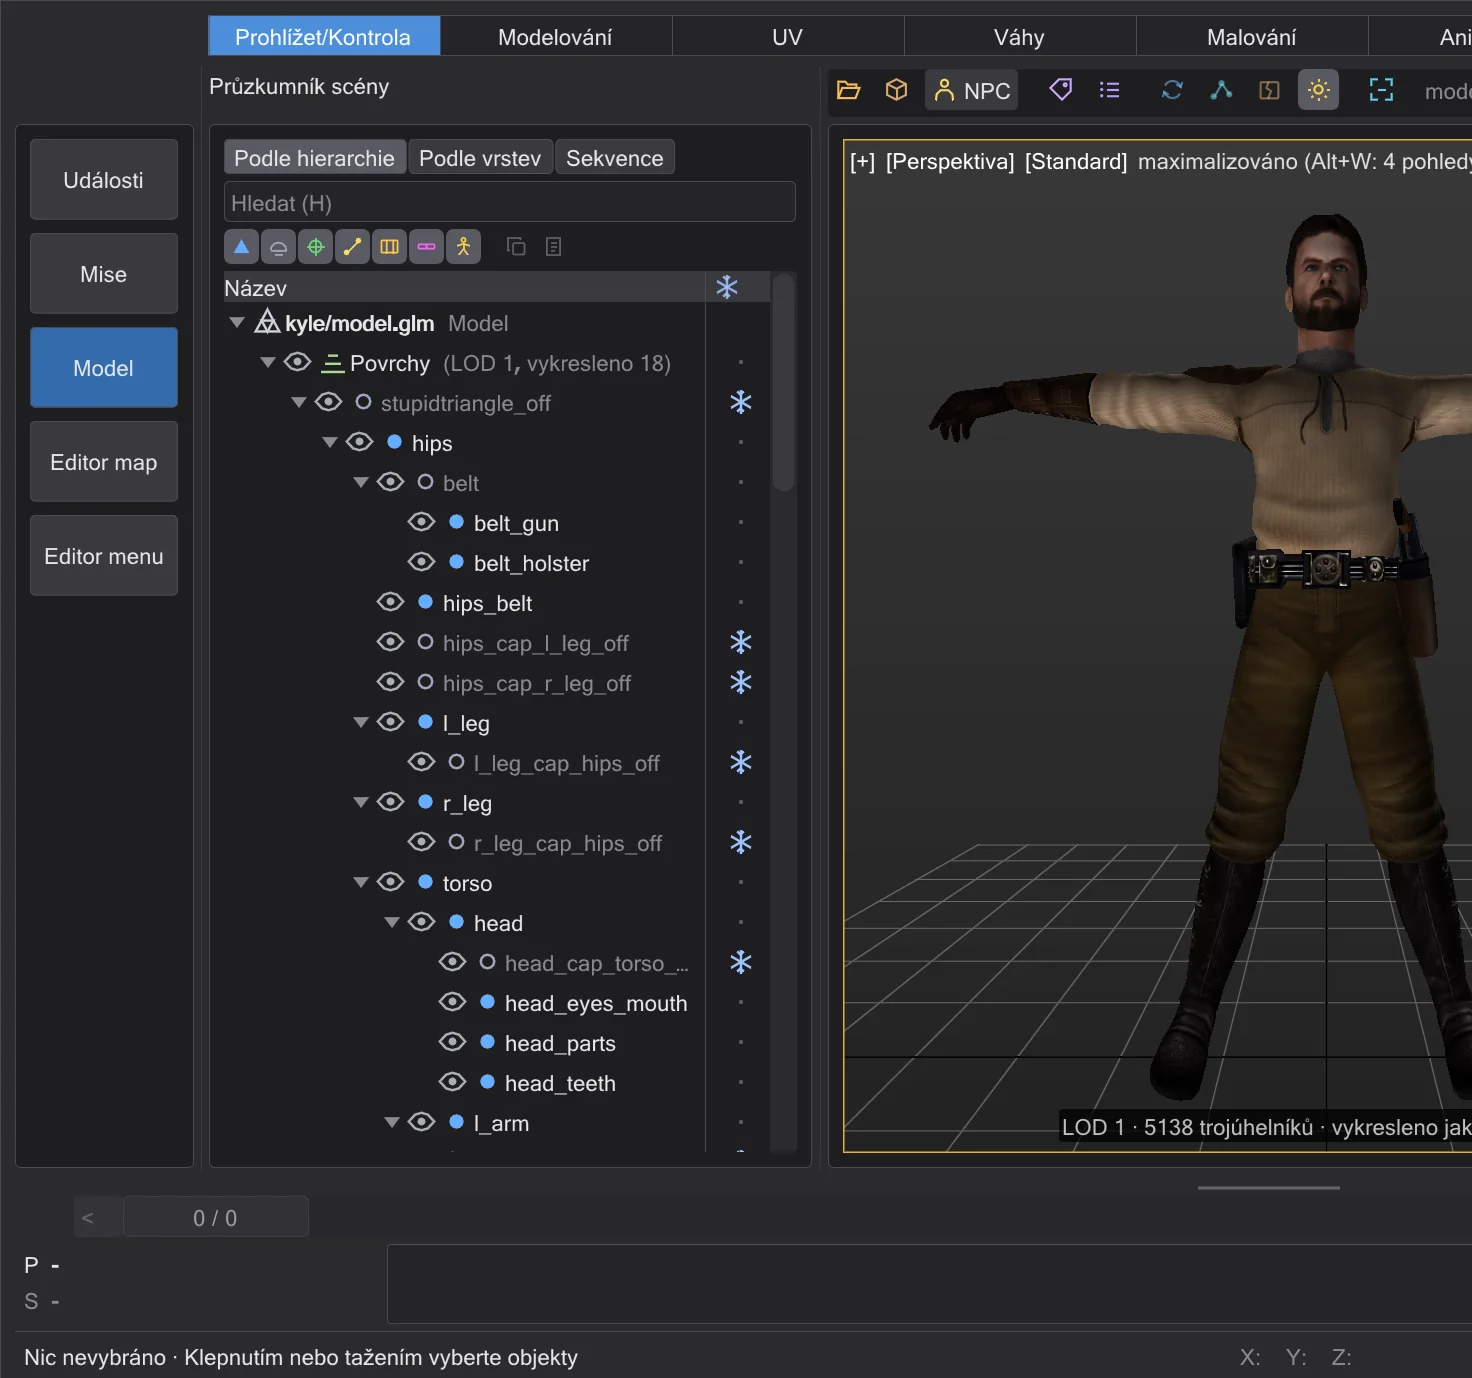 Prohlížet/Kontrola
Modelování
UV
Váhy
Malování
Ani
Průzkumník scény
NPC
mode
Události
Mise
Model
Editor map
Editor menu
Podle hierarchie
Podle vrstev
Sekvence
Hledat (H)
Název
kyle/model.glm Model
Povrchy (LOD 1, vykresleno 18)
stupidtriangle_off
hips
belt
belt_gun
belt_holster
hips_belt
hips_cap_l_leg_off
hips_cap_r_leg_off
l_leg
l_leg_cap_hips_off
r_leg
r_leg_cap_hips_off
torso
head
head_cap_torso_…
head_eyes_mouth
head_parts
head_teeth
l_arm
[+] [Perspektiva] [Standard] maximalizováno (Alt+W: 4 pohledy
LOD 1 · 5138 trojúhelníků · vykresleno jak
< 0 / 0
P -
S -
Nic nevybráno · Klepnutím nebo tažením vyberte objekty
X: Y: Z: